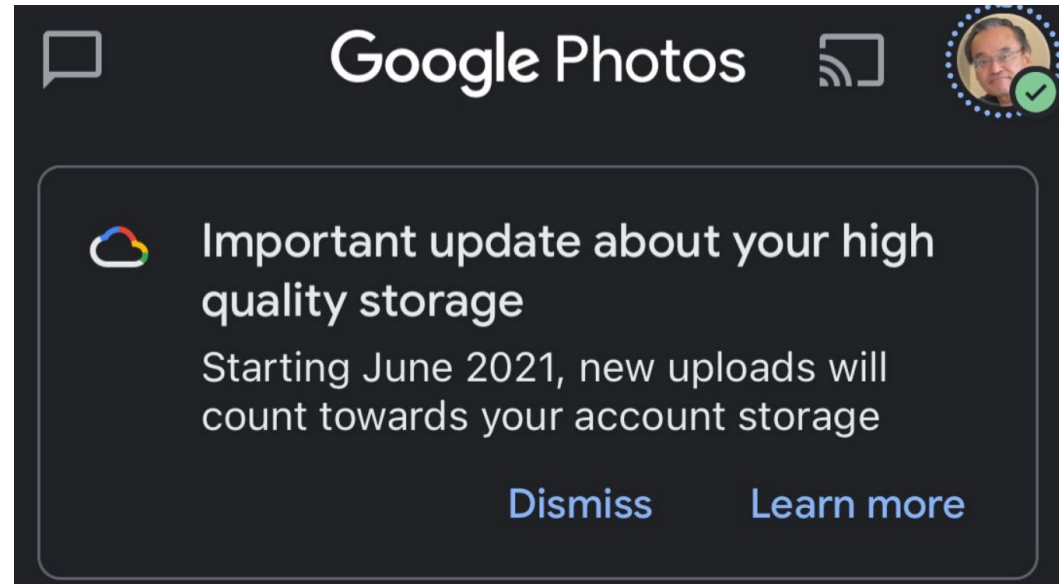 Google Photos
Important update about your high
quality storage
Starting June 2021, new uploads will
count towards your account storage
Dismiss Learn more